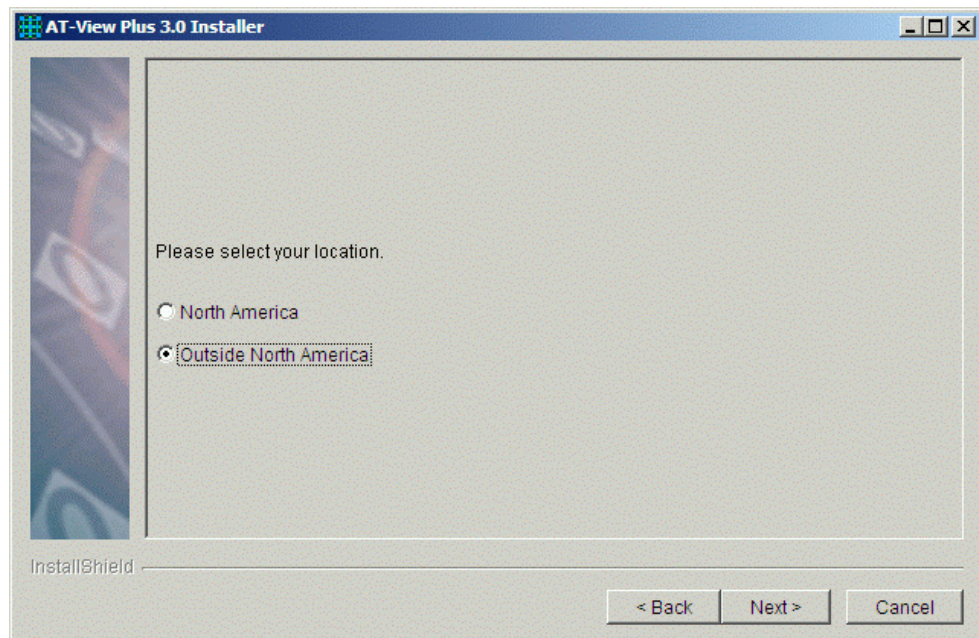 AT-View Plus 3.0 Installer
Please select your location.
North America
Outside North America
InstallShield
< Back
Next >
Cancel